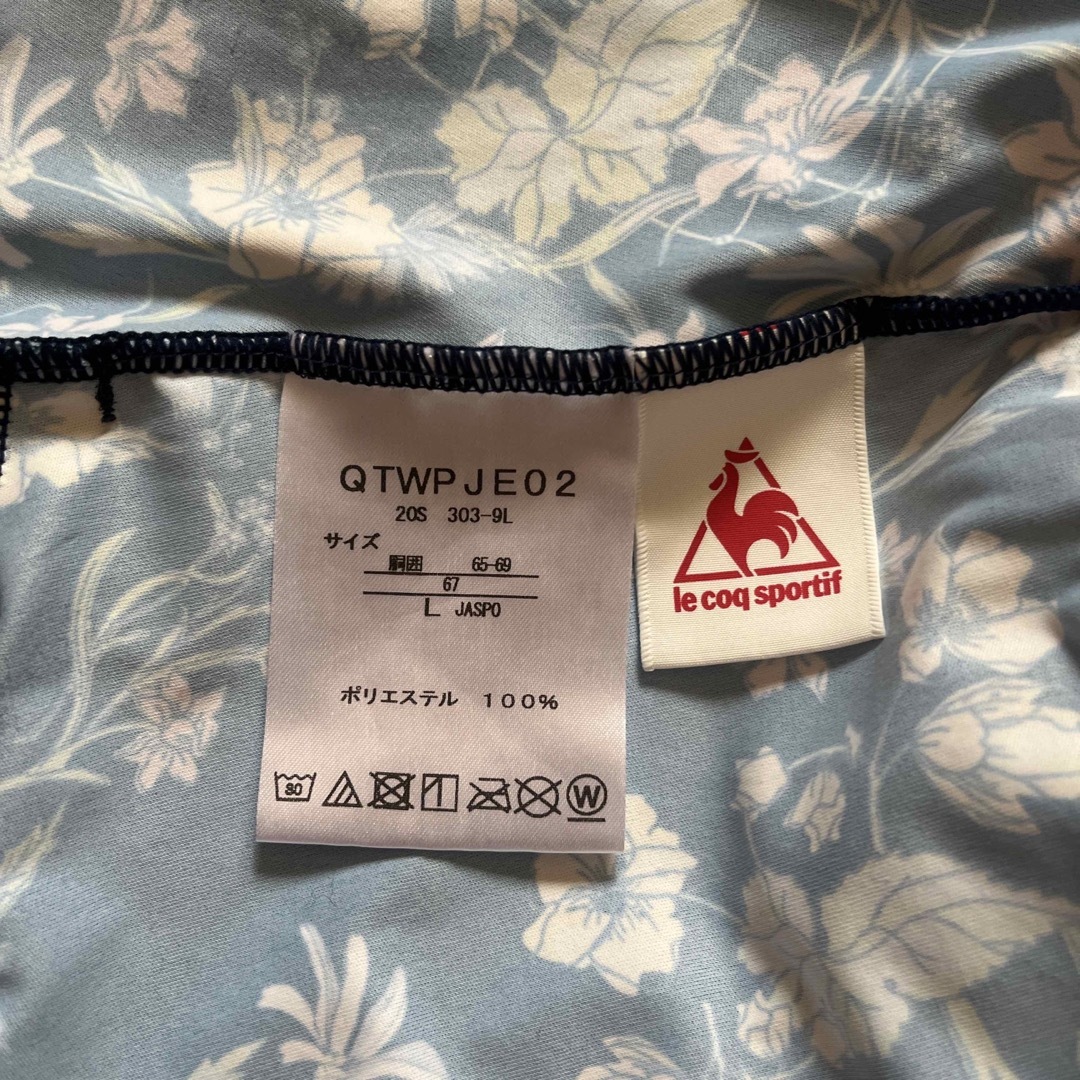 QTWPJE02
20S 303-9L
サイズ
胴囲 65-69
67
L JASPO
ポリエステル 100%
30
W
le coq sportif